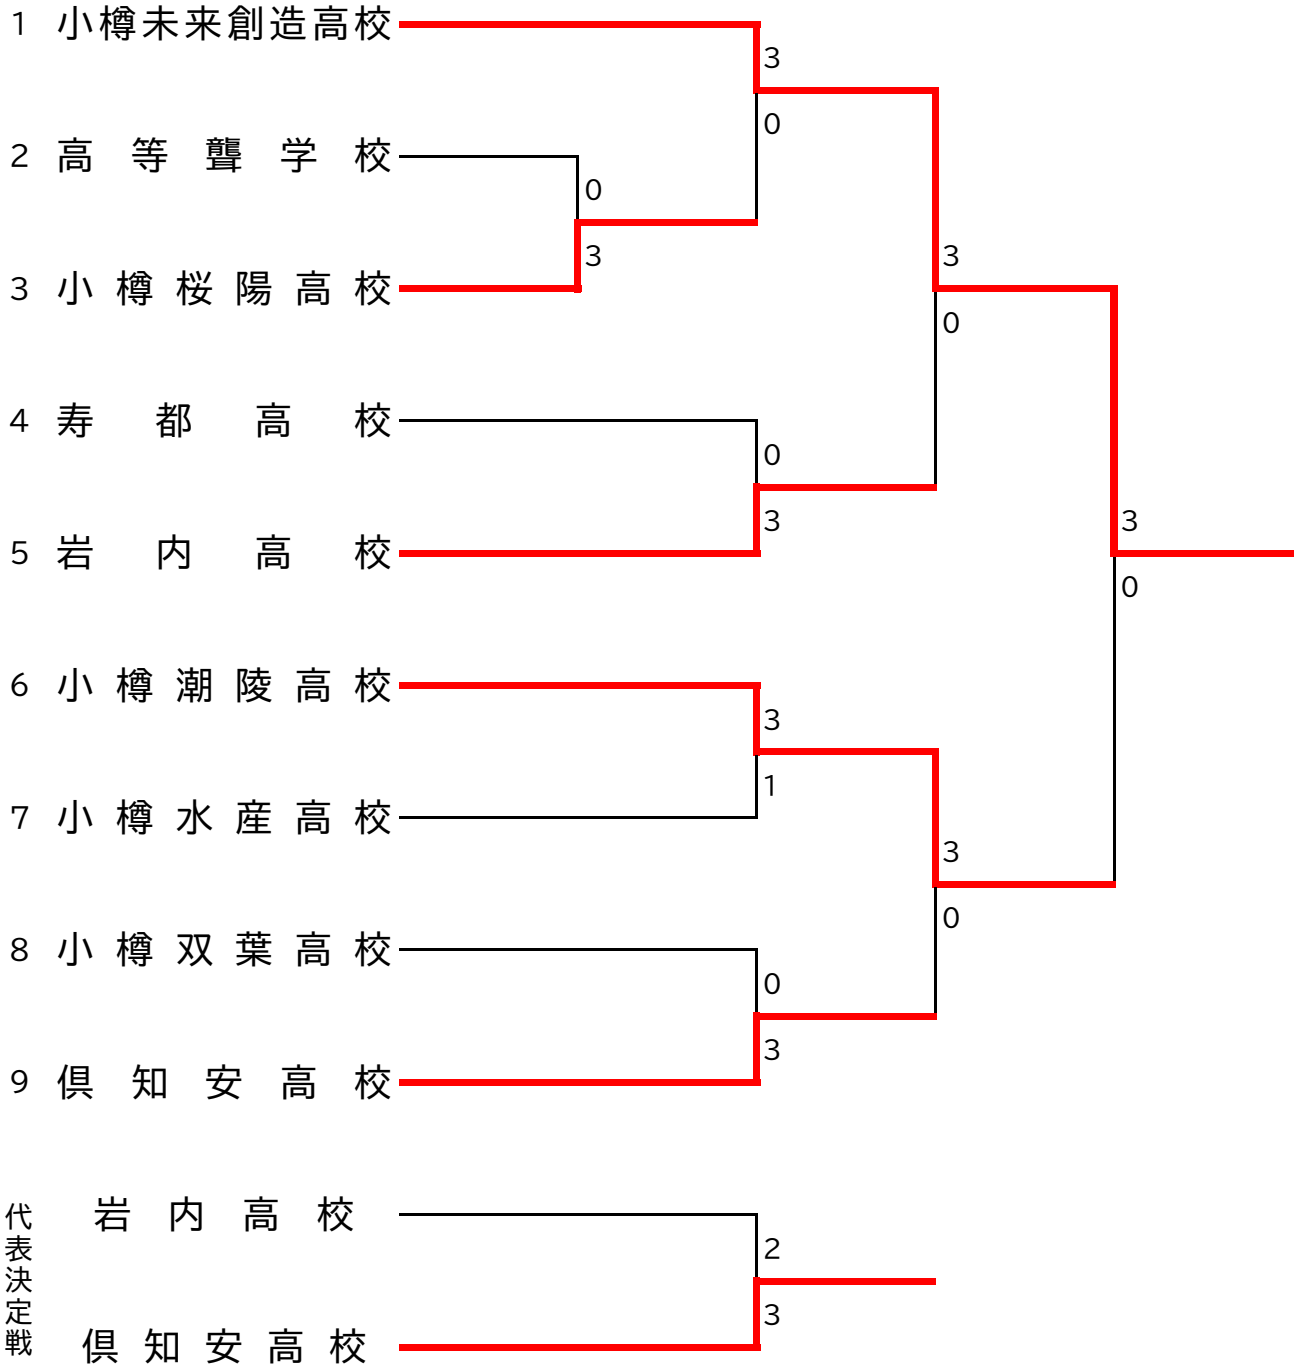 1 小樽未来創造高校
3
0
2 高等聾学校
0
3
3 小樽桜陽高校
3
0
4 寿都高校
0
3
5 岩内高校
3
0
6 小樽潮陵高校
3
1
7 小樽水産高校
3
0
8 小樽双葉高校
0
3
9 倶知安高校
代表決定戦
岩内高校
2
3
倶知安高校